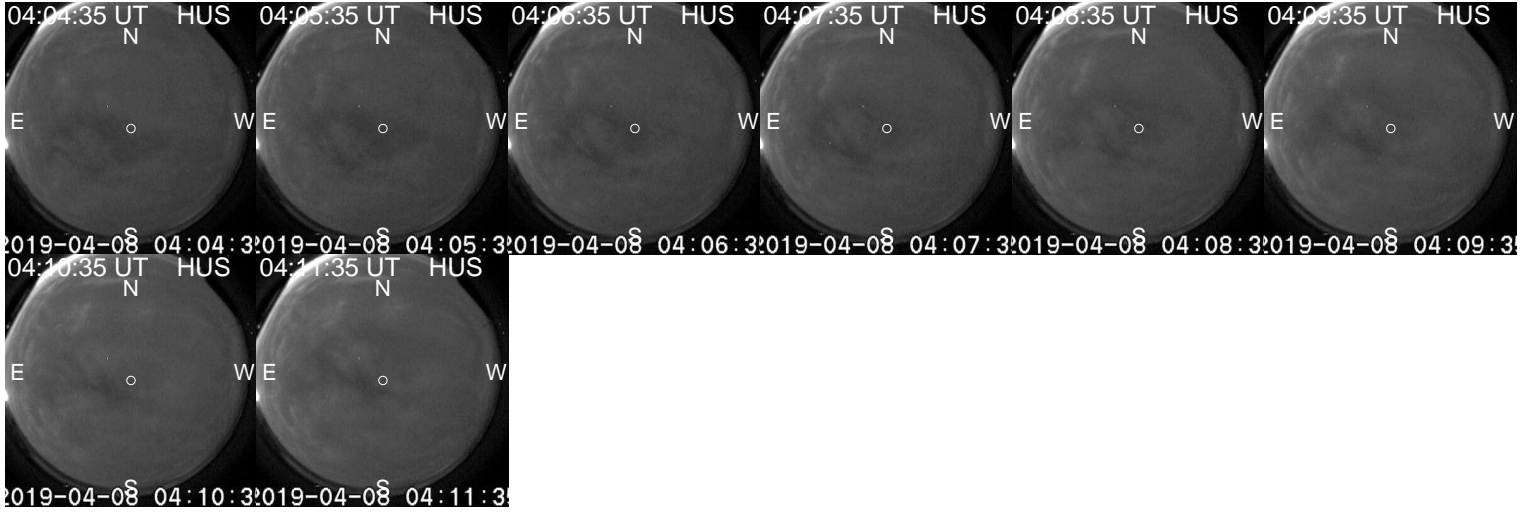 04:04:35 UT HUS
N
E W
S
2019-04-08 04:04:3
04:05:35 UT HUS
N
W
S
2019-04-08 04:05:3
04:06:35 UT HUS
N
E W
S
2019-04-08 04:06:3
04:07:35 UT HUS
N
E W
S
2019-04-08 04:07:3
04:08:35 UT HUS
N
E W
S
2019-04-08 04:08:3
04:09:35 UT HUS
N
E W
S
2019-04-08 04:09:35
04:10:35 UT HUS
N
E W
S
2019-04-08 04:10:3
04:11:35 UT HUS
N
E W
S
2019-04-08 04:11:35